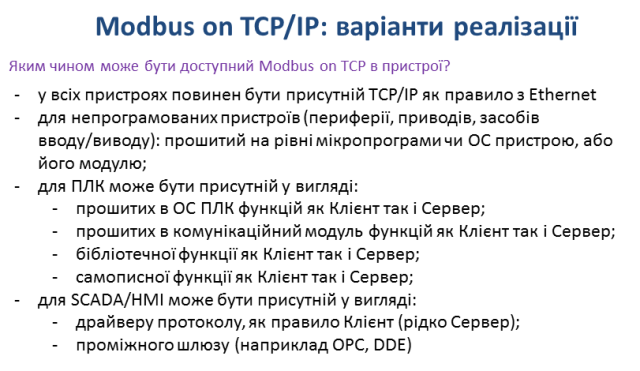 Modbus on TCP/IP: варіанти реалізації
Яким чином може бути доступний Modbus on TCP в пристрої?
- у всіх пристроях повинен бути присутній TCP/IP як правило з Ethernet
- для непрограмованих пристроїв (периферії, приводів, засобів
вводу/виводу): прошитий на рівні мікропрограми чи ОС пристрою, або
його модулю;
- для ПЛК може бути присутній у вигляді:
- прошитих в ОС ПЛК функцій як Клієнт так і Сервер;
- прошитих в комунікаційний модуль функцій як Клієнт так і Сервер;
- бібліотечної функції як Клієнт так і Сервер;
- самописної функції як Клієнт так і Сервер;
- для SCADA/HMI може бути присутній у вигляді:
- драйверу протоколу, як правило Клієнт (рідко Сервер);
- проміжного шлюзу (наприклад OPC, DDE)